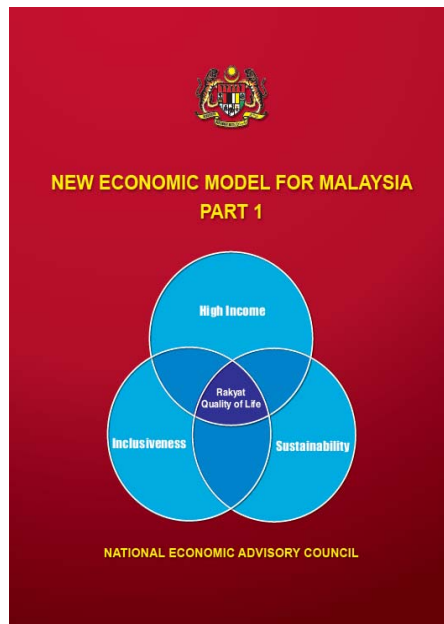 NEW ECONOMIC MODEL FOR MALAYSIA
PART 1
High Income
Rakyat
Quality of Life
Inclusiveness
Sustainability
NATIONAL ECONOMIC ADVISORY COUNCIL